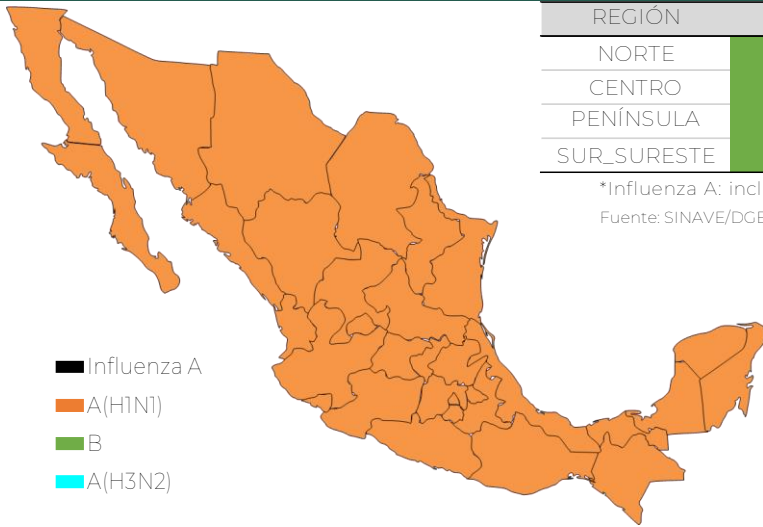 REGIÓN
NORTE
CENTRO
PENÍNSULA
SUR_SURESTE
*Influenza A: incl
Fuente: SINAVE/DGE
Influenza A
A(H1N1)
B
A(H3N2)